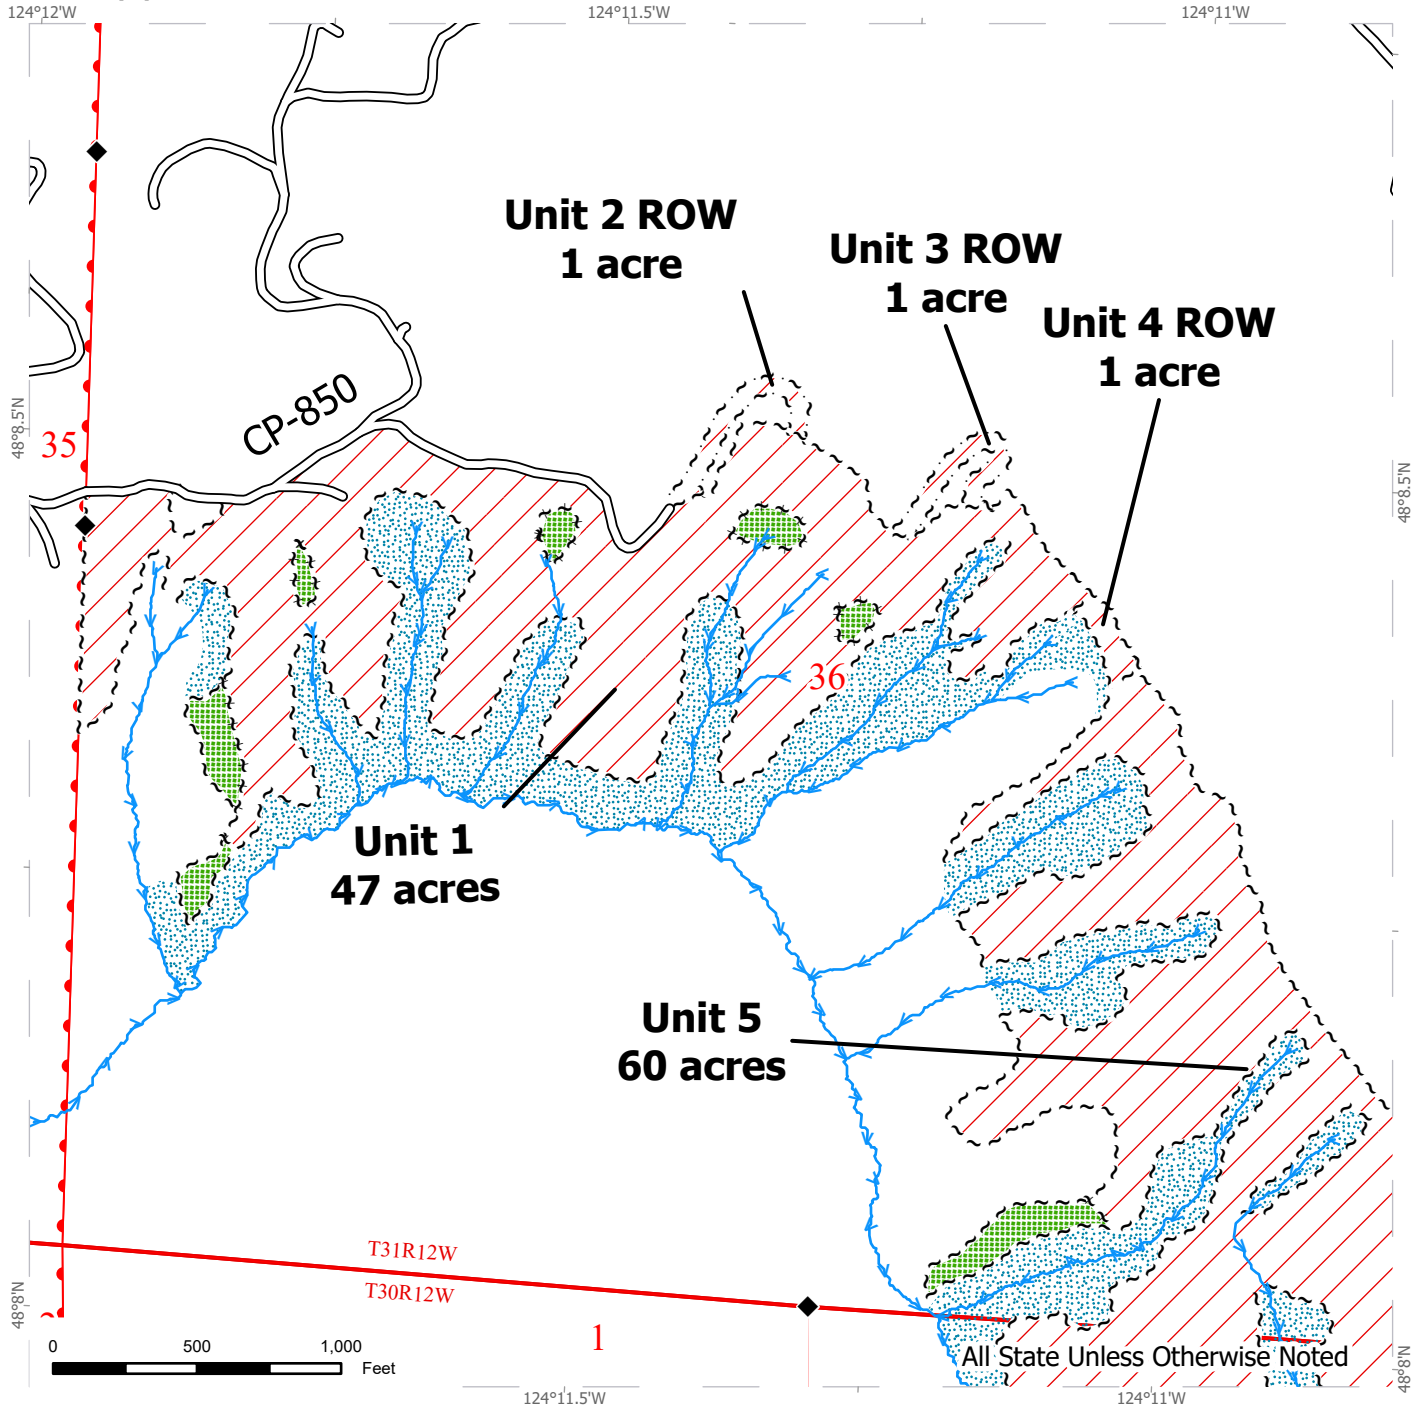 124°12'W
124°11.5'W
124°11'W
Unit 2 ROW
1 acre
Unit 3 ROW
1 acre
Unit 4 ROW
1 acre
CP-850
48°8.5'N
35
48°8.5'N
36
Unit 1
47 acres
Unit 5
60 acres
T31R12W
T30R12W
48°8'N
1
0 500 1,000
Feet
All State Unless Otherwise Noted
48°8'N
124°11.5'W
124°11'W